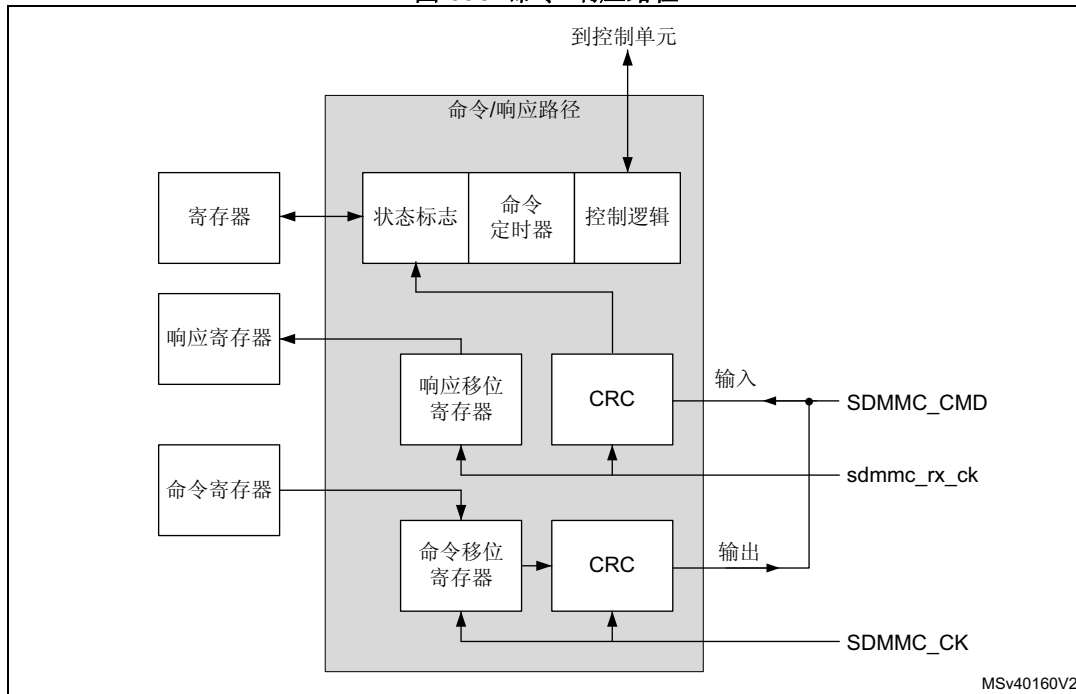 到控制单元
命令/响应路径
寄存器
状态标志
命令
定时器
控制逻辑
响应寄存器
响应移位
寄存器
CRC
输入
SDMMC_CMD
sdmmc_rx_ck
命令寄存器
命令移位
寄存器
CRC
输出
SDMMC_CK
MSv40160V2